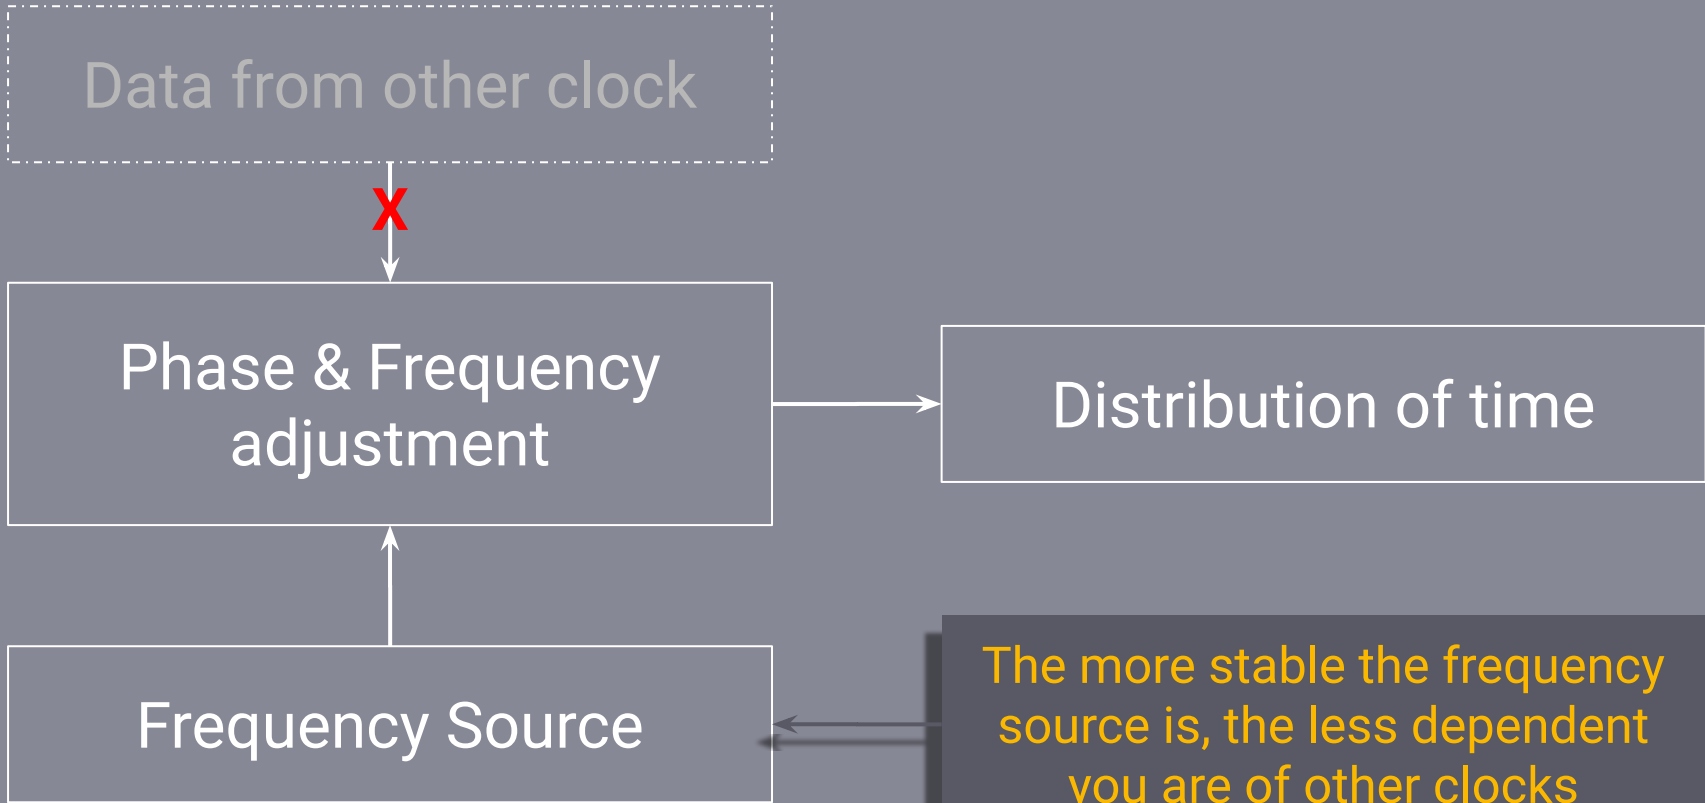 Data from other clock
X
Phase & Frequency
adjustment
Distribution of time
Frequency Source
The more stable the frequency
source is, the less dependent
you are of other clocks